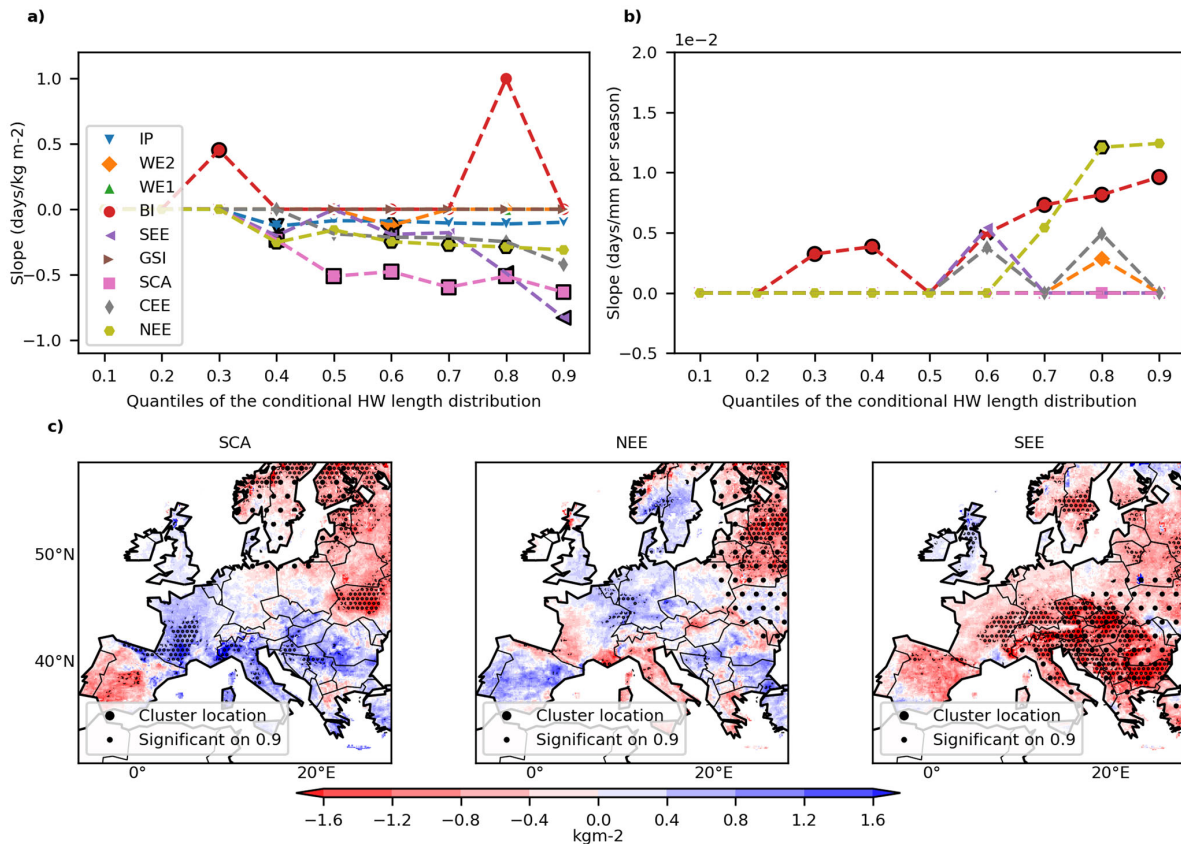 a)
b)
1e−2
1.0
0.5
0.0
−0.5
−1.0
Slope (days/kg m-2)
IP
WE2
WE1
BI
SEE
GSI
SCA
CEE
NEE
0.1 0.2 0.3 0.4 0.5 0.6 0.7 0.8 0.9
Quantiles of the conditional HW length distribution
2.0
1.5
1.0
0.5
0.0
−0.5
Slope (days/mm per season)
0.1 0.2 0.3 0.4 0.5 0.6 0.7 0.8 0.9
Quantiles of the conditional HW length distribution
c)
SCA
NEE
SEE
50°N
40°N
Cluster location
Significant on 0.9
Cluster location
Significant on 0.9
Cluster location
Significant on 0.9
0° 20°E
0° 20°E
0° 20°E
−1.6 −1.2 −0.8 −0.4 0.0 0.4 0.8 1.2 1.6
kgm-2